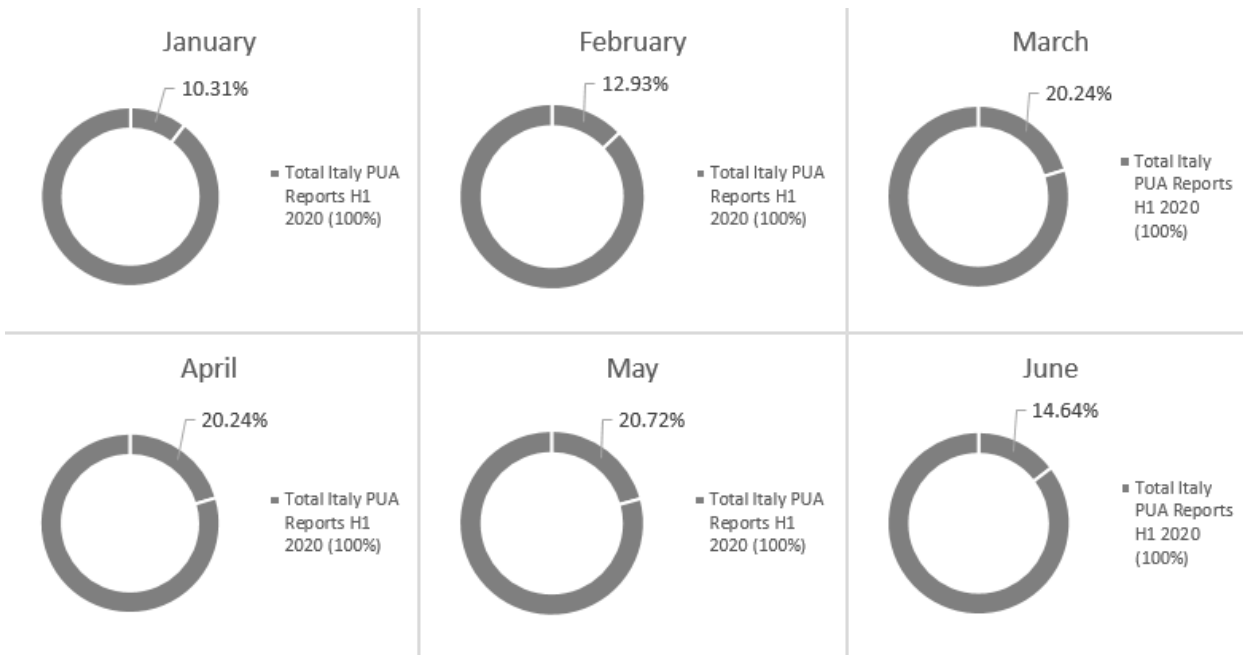 January
10.31%
Total Italy PUA
Reports H1
2020 (100%)
February
12.93%
Total Italy PUA
Reports H1
2020 (100%)
March
20.24%
Total Italy
PUA Reports
H1 2020
(100%)
April
20.24%
Total Italy PUA
Reports H1
2020 (100%)
May
20.72%
Total Italy PUA
Reports H1
2020 (100%)
June
14.64%
Total Italy
PUA Reports
H1 2020
(100%)